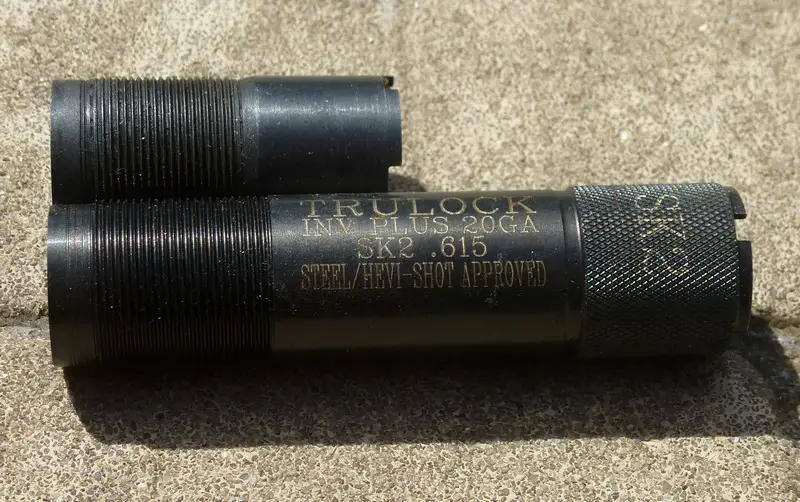 TRULOCK
INV PLUS 20GA
SK2 .615
STEEL/HEVI-SHOT APPROVED
SK2